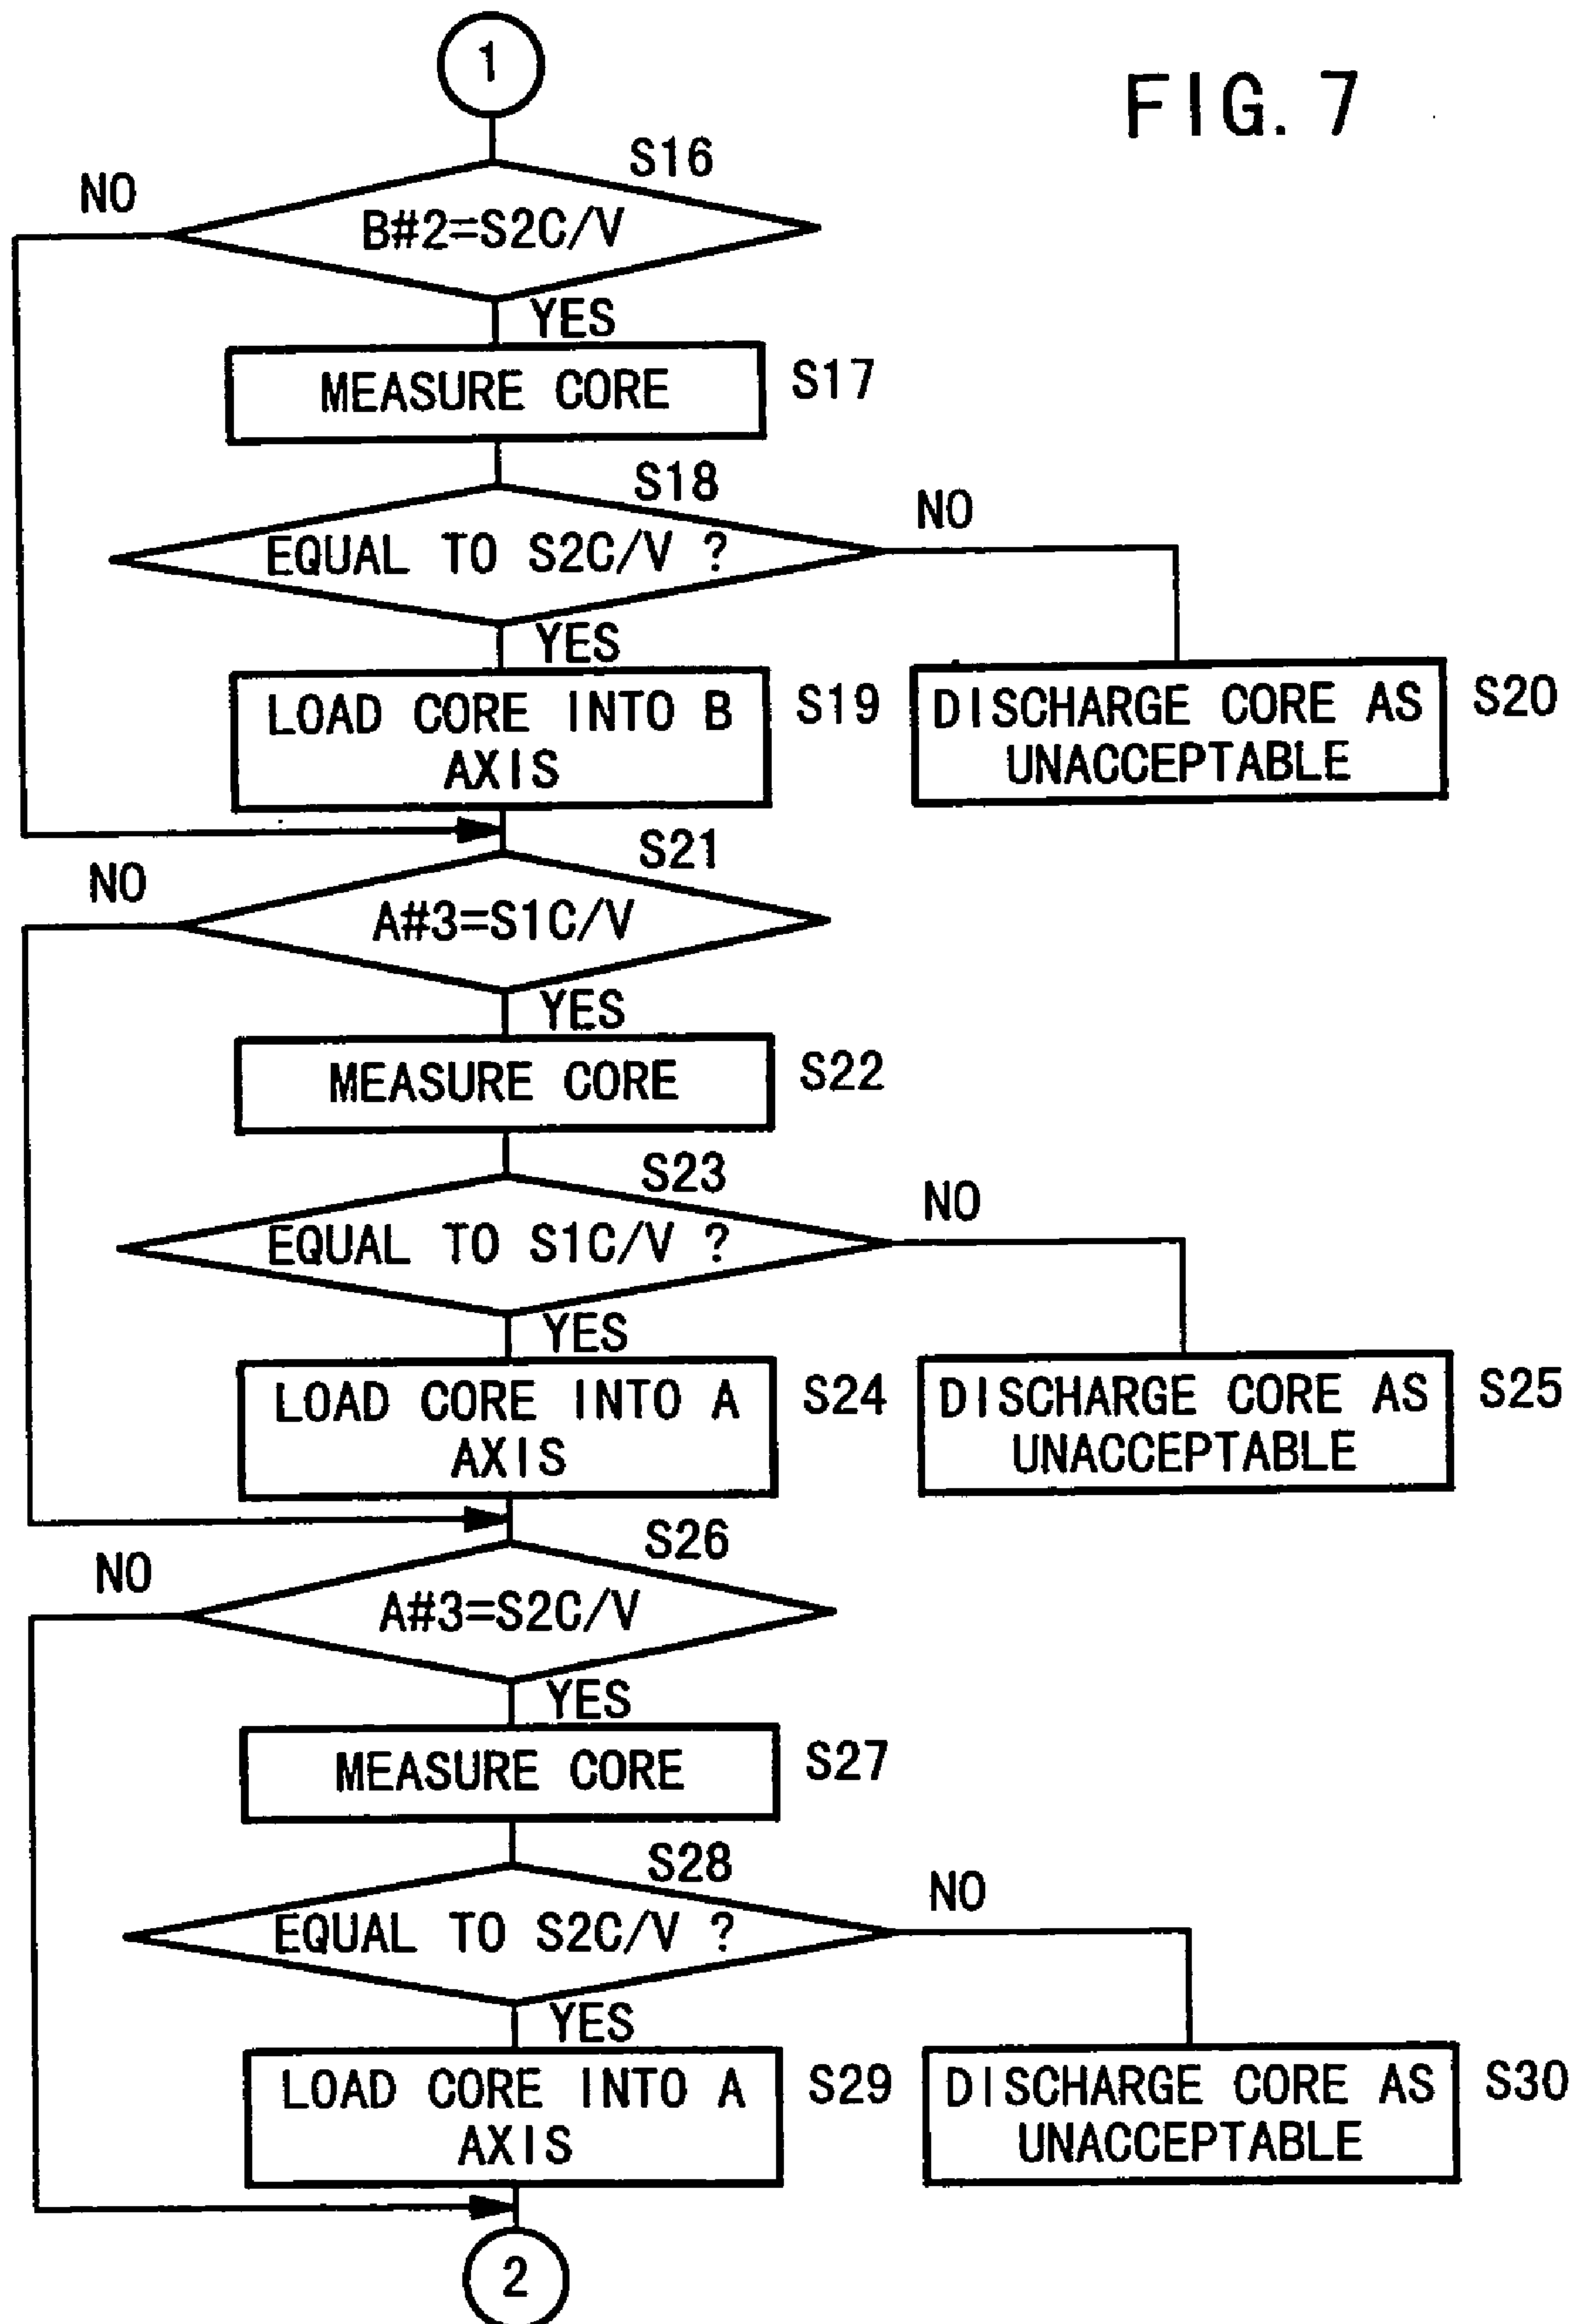 1
FIG. 7
S16
NO
B#2=S2C/V
YES
MEASURE CORE
S17
S18
NO
EQUAL TO S2C/V ?
YES
LOAD CORE INTO B
AXIS
S19
DISCHARGE CORE AS
UNACCEPTABLE
S20
S21
NO
A#3=S1C/V
YES
MEASURE CORE
S22
S23
NO
EQUAL TO S1C/V ?
YES
LOAD CORE INTO A
AXIS
S24
DISCHARGE CORE AS
UNACCEPTABLE
S25
S26
NO
A#3=S2C/V
YES
MEASURE CORE
S27
S28
NO
EQUAL TO S2C/V ?
YES
LOAD CORE INTO A
AXIS
S29
DISCHARGE CORE AS
UNACCEPTABLE
S30
2